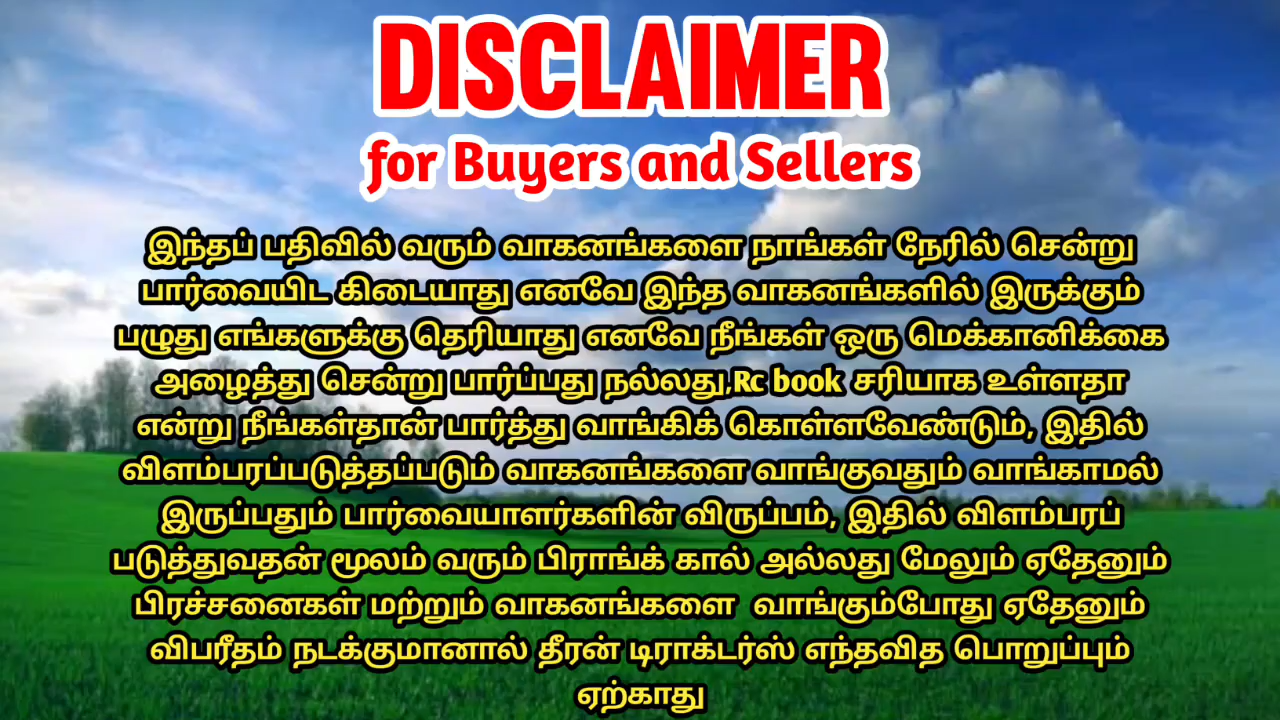 DISCLAIMER
for Buyers and Sellers
இந்தப் பதிவில் வரும் வாகனங்களை நாங்கள் நேரில் சென்று
பார்வையிட கிடையாது எனவே இந்த வாகனங்களில் இருக்கும்
பழுது எங்களுக்கு தெரியாது எனவே நீங்கள் ஒரு மெக்கானிக்கை
அழைத்து சென்று பார்ப்பது நல்லது,Rc book சரியாக உள்ளதா
என்று நீங்கள்தான் பார்த்து வாங்கிக் கொள்ளவேண்டும், இதில்
விளம்பரப்படுத்தப்படும் வாகனங்களை வாங்குவதும் வாங்காமல்
இருப்பதும் பார்வையாளர்களின் விருப்பம், இதில் விளம்பரப்
படுத்துவதன் மூலம் வரும் பிராங்க் கால் அல்லது மேலும் ஏதேனும்
பிரச்சனைகள் மற்றும் வாகனங்களை வாங்கும்போது ஏதேனும்
விபரீதம் நடக்குமானால் தீரன் டிராக்டர்ஸ் எந்தவித பொறுப்பும்
ஏற்காது